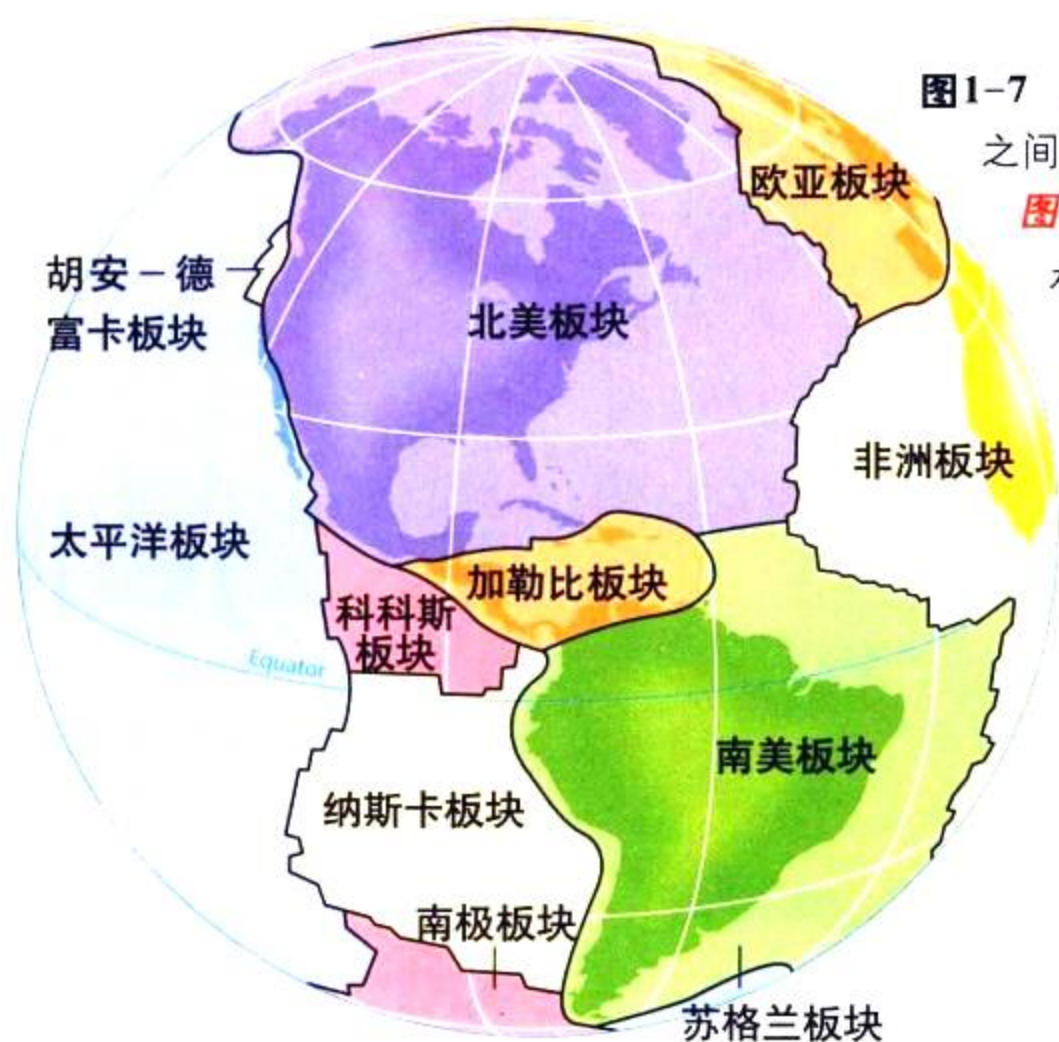 图1-7
之间
图
欧亚板块
胡安－德
富卡板块
北美板块
非洲板块
太平洋板块
加勒比板块
科科斯
板块
Equator
南美板块
纳斯卡板块
南极板块
苏格兰板块